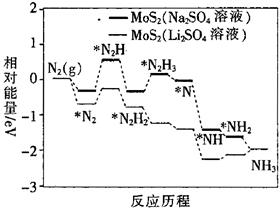 MoS₂(Na₂SO₄溶液)
MoS₂(Li₂SO₄溶液)
相对能量/eV
2
1
0
-1
-2
-3
N₂(g)
*N₂
*N₂H
*N₂H₂
*N₂H₃
*N
*NH
*NH₂
NH₃
反应历程